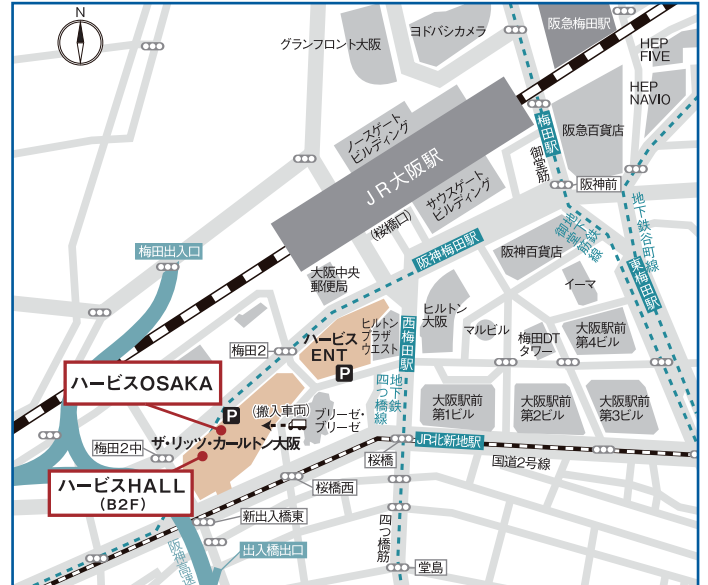 N
グランフロント大阪
ヨドバシカメラ
阪急梅田駅
HEP
FIVE
HEP
NAVIO
ノースゲート
ビルディング
JR大阪駅
サウスゲート
ビルディング
(桜橋口)
梅田駅
御堂筋
阪急百貨店
阪神前
地下鉄谷町線
地下鉄
御堂筋線
東梅田駅
梅田出入口
大阪中央
郵便局
阪神梅田駅
阪神百貨店
イーマ
ハービス
ENT
P
ヒルトン
プラザ
ウエスト
西梅田駅
ヒルトン
大阪
マルビル
梅田DT
タワー
大阪駅前
第4ビル
梅田2
ハービスOSAKA
P
(搬入車両)
ブリーゼ・
ブリーゼ
地下鉄
四つ橋線
大阪駅前
第1ビル
大阪駅前
第2ビル
大阪駅前
第3ビル
梅田2中
ザ・リッツ・カールトン大阪
JR北新地駅
国道2号線
ハービスHALL
(B2F)
桜橋
桜橋西
新出入橋東
四つ橋筋
阪神高速
出入橋出口
堂島